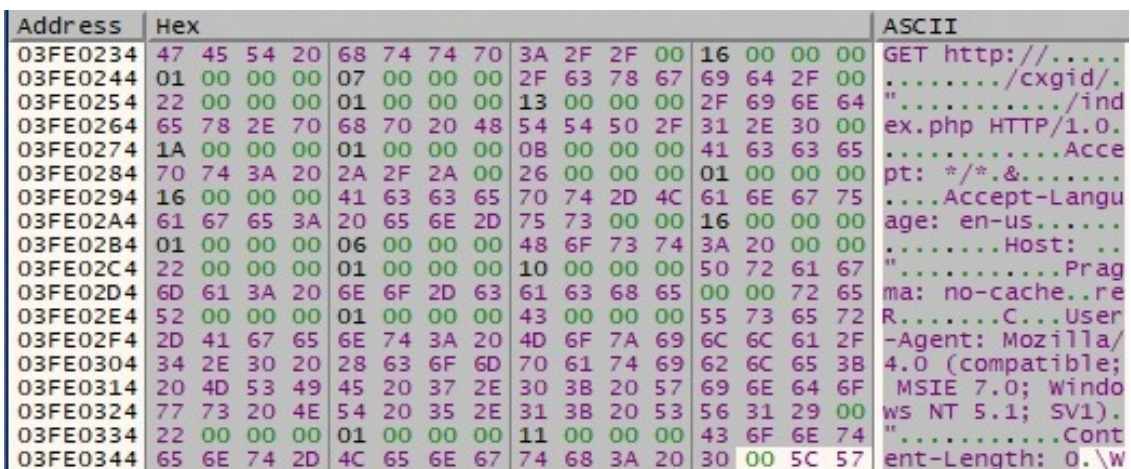 Address Hex ASCII
03FE0234 47 45 54 20 68 74 74 70 3A 2F 2F 00 16 00 00 00 GET http://.....
03FE0244 01 00 00 00 07 00 00 00 2F 63 78 67 69 64 2F 00 ......../cxgid/.
03FE0254 22 00 00 00 01 00 00 00 13 00 00 00 2F 69 6E 64 ".........../ind
03FE0264 65 78 2E 70 68 70 20 48 54 54 50 2F 31 2E 30 00 ex.php HTTP/1.0.
03FE0274 1A 00 00 00 01 00 00 00 0B 00 00 00 41 63 63 65 ............Acce
03FE0284 70 74 3A 20 2A 2F 2A 00 26 00 00 00 01 00 00 00 pt: */*.&.......
03FE0294 16 00 00 00 41 63 63 65 70 74 2D 4C 61 6E 67 75 ....Accept-Langu
03FE02A4 61 67 65 3A 20 65 6E 2D 75 73 00 00 16 00 00 00 age: en-us......
03FE02B4 01 00 00 00 06 00 00 00 48 6F 73 74 3A 20 00 00 ........Host: ..
03FE02C4 22 00 00 00 01 00 00 00 10 00 00 00 50 72 61 67 "...........Prag
03FE02D4 6D 61 3A 20 6E 6F 2D 63 61 63 68 65 00 00 72 65 ma: no-cache..re
03FE02E4 52 00 00 00 01 00 00 00 43 00 00 00 55 73 65 72 R.......C...User
03FE02F4 2D 41 67 65 6E 74 3A 20 4D 6F 7A 69 6C 6C 61 2F -Agent: Mozilla/
03FE0304 34 2E 30 20 28 63 6F 6D 70 61 74 69 62 6C 65 3B 4.0 (compatible;
03FE0314 20 4D 53 49 45 20 37 2E 30 3B 20 57 69 6E 64 6F MSIE 7.0; Windo
03FE0324 77 73 20 4E 54 20 35 2E 31 3B 20 53 56 31 29 00 ws NT 5.1; SV1).
03FE0334 22 00 00 00 01 00 00 00 11 00 00 00 43 6F 6E 74 "...........Cont
03FE0344 65 6E 74 2D 4C 65 6E 67 74 68 3A 20 30 00 5C 57 ent-Length: 0.\W